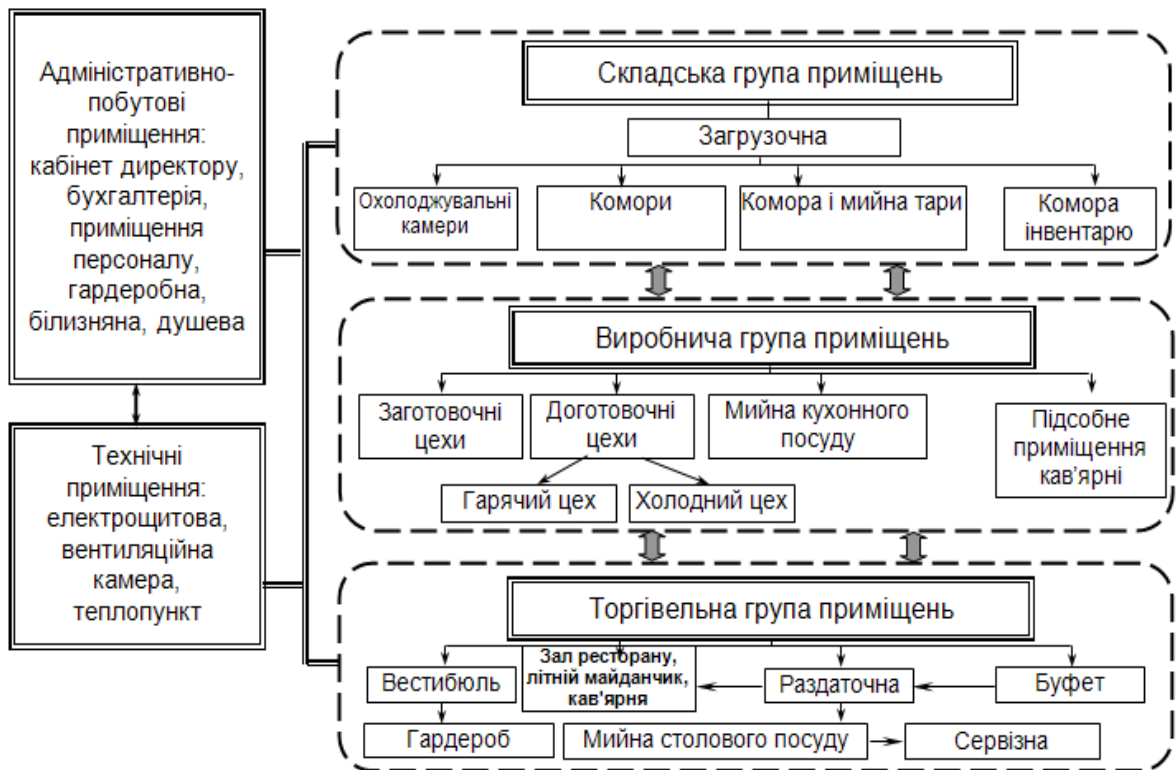 Адміністративно-
побутові
приміщення:
кабінет директору,
бухгалтерія,
приміщення
персоналу,
гардеробна,
білизняна, душева
Технічні
приміщення:
електрощитова,
вентиляційна
камера,
теплопункт
Складська група приміщень
Загрузочна
Охолоджувальні
камери
Комори
Комора і мийна тари
Комора
інвентарю
Виробнича група приміщень
Заготовочні
цехи
Доготовочні
цехи
Мийна кухонного
посуду
Підсобне
приміщення
кав’ярні
Гарячий цех
Холодний цех
Торгівельна група приміщень
Вестибюль
Зал ресторану,
літній майданчик,
кав'ярня
Раздаточна
Буфет
Гардероб
Мийна столового посуду
Сервізна